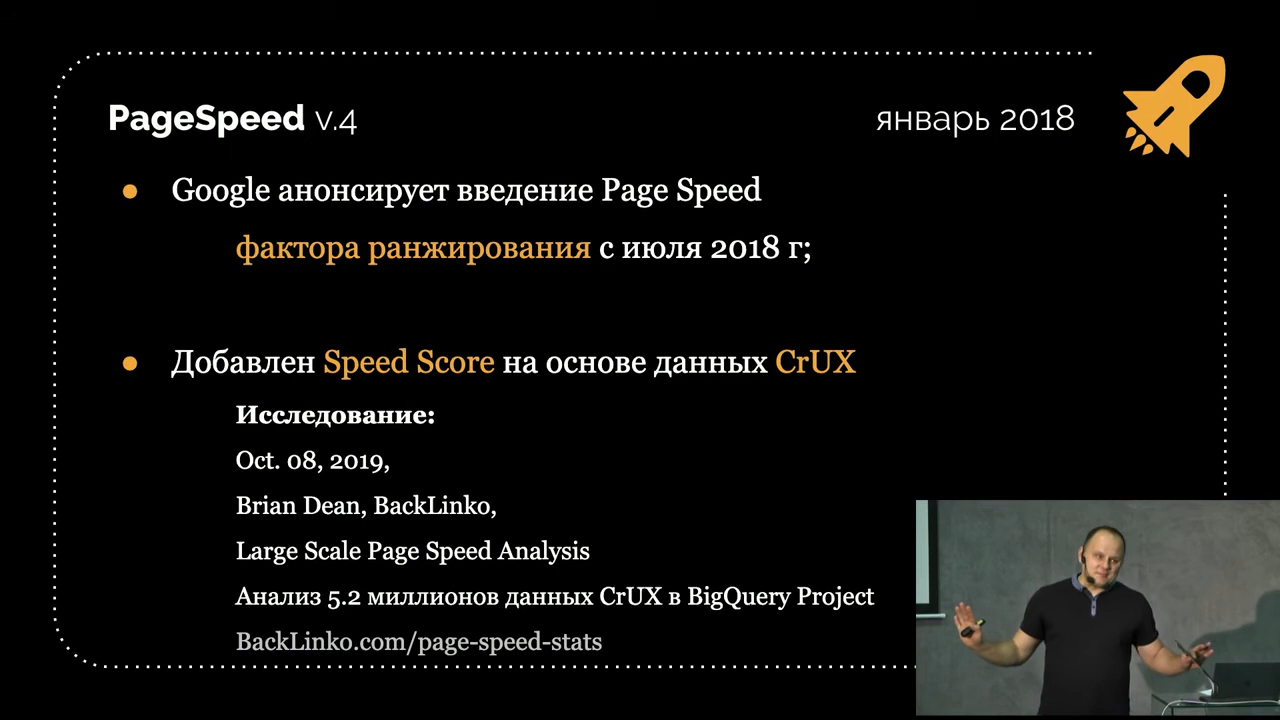 PageSpeed v.4
январь 2018
Google анонсирует введение Page Speed
фактора ранжирования с июля 2018 г;
Добавлен Speed Score на основе данных CrUX
Исследование:
Oct. 08, 2019,
Brian Dean, BackLinko,
Large Scale Page Speed Analysis
Анализ 5.2 миллионов данных CrUX в BigQuery Project
BackLinko.com/page-speed-stats